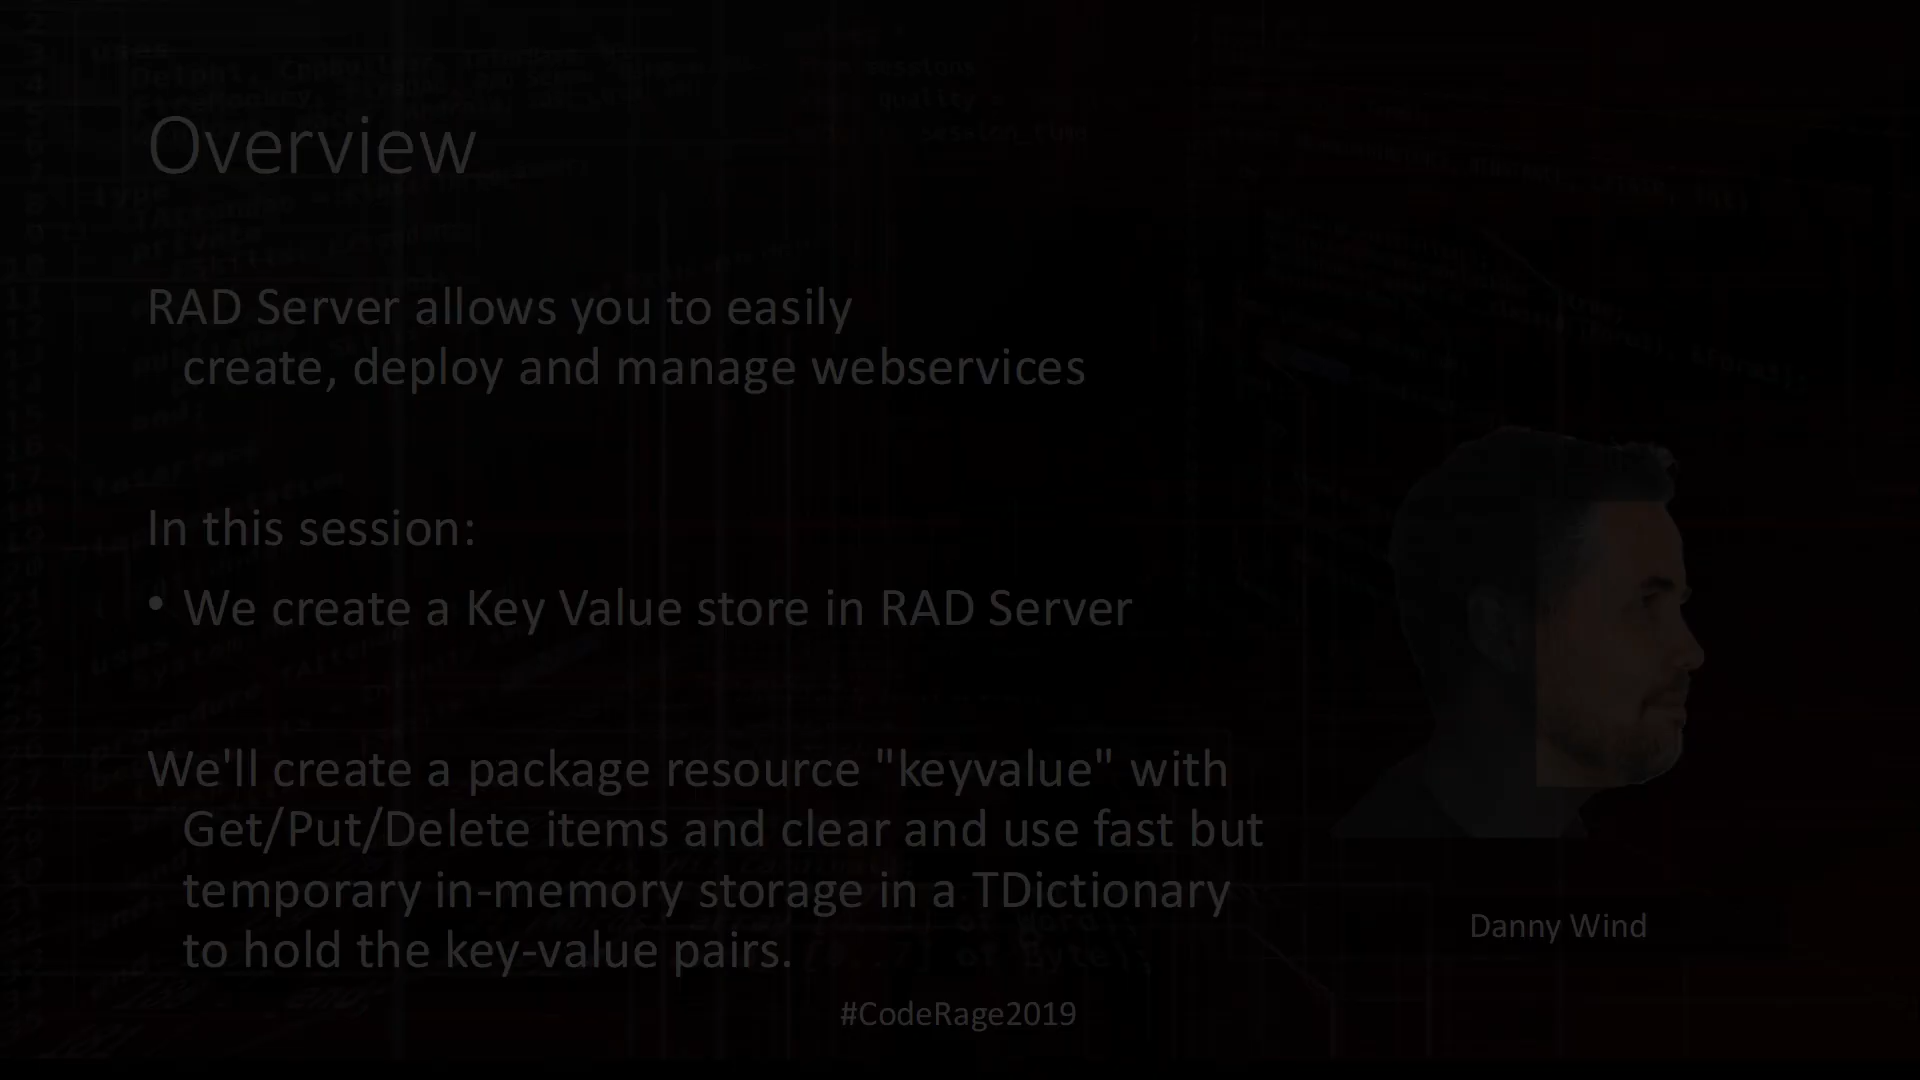 Overview
RAD Server allows you to easily
create, deploy and manage webservices
In this session:
• We create a Key Value store in RAD Server
We'll create a package resource "keyvalue" with
Get/Put/Delete items and clear and use fast but
temporary in-memory storage in a TDictionary
to hold the key-value pairs.
Danny Wind
#CodeRage2019